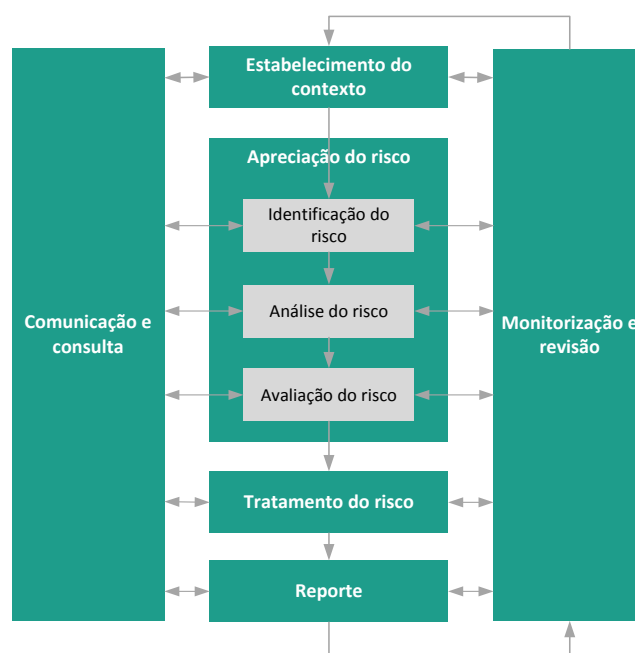 Estabelecimento do
contexto
Apreciação do risco
Identificação do
risco
Análise do risco
Avaliação do risco
Comunicação e
consulta
Monitorização e
revisão
Tratamento do risco
Reporte